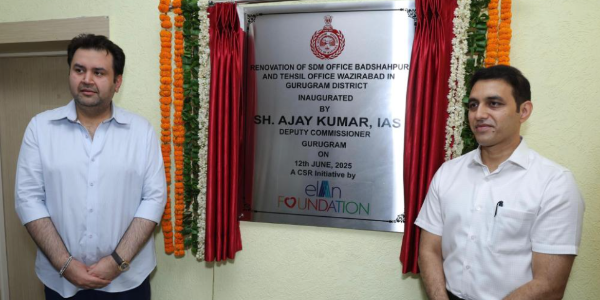 RENOVATION OF SDM OFFICE BADSHAHPUR
AND TEHSIL OFFICE WAZIRABAD IN
GURUGRAM DISTRICT
INAUGURATED
BY
SH. AJAY KUMAR, IAS
DEPUTY COMMISSIONER
GURUGRAM
ON
12th JUNE, 2025
A CSR Initiative by
elan
FOUNDATION